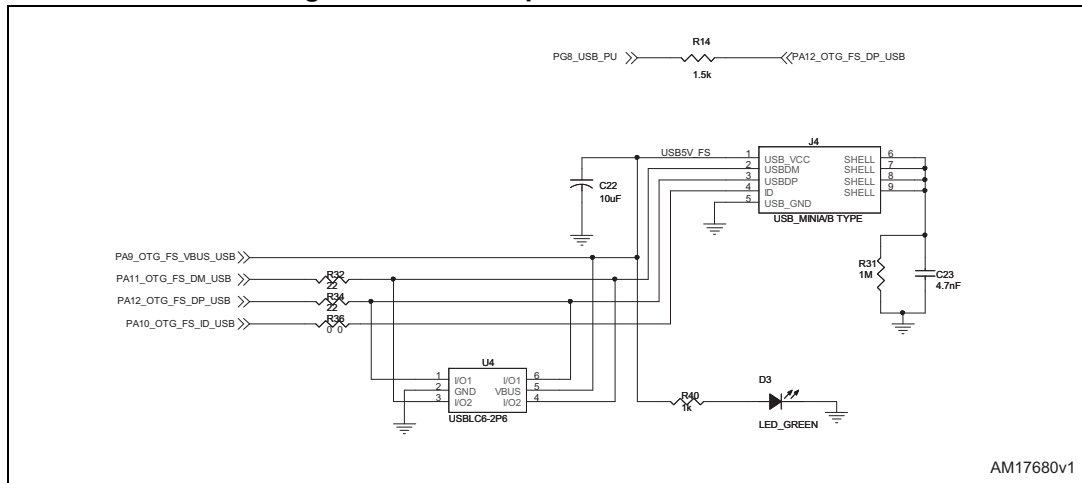 R14
PG8_USB_PU
PA12_OTG_FS_DP_USB
1.5k
J4
USB5V_FS
1 USB_VCC SHELL 6
2 USBDM SHELL 7
3 USBDP SHELL 8
4 ID SHELL 9
5 USB_GND
USB_MINIA/B TYPE
C22
10uF
PA9_OTG_FS_VBUS_USB
PA11_OTG_FS_DM_USB
R32
22
PA12_OTG_FS_DP_USB
R34
22
PA10_OTG_FS_ID_USB
R36
0 0
R31
1M
C23
4.7nF
U4
1 I/O1 I/O1 6
2 GND VBUS 5
3 I/O2 I/O2 4
USBLC6-2P6
R40
1k
D3
LED_GREEN
AM17680v1